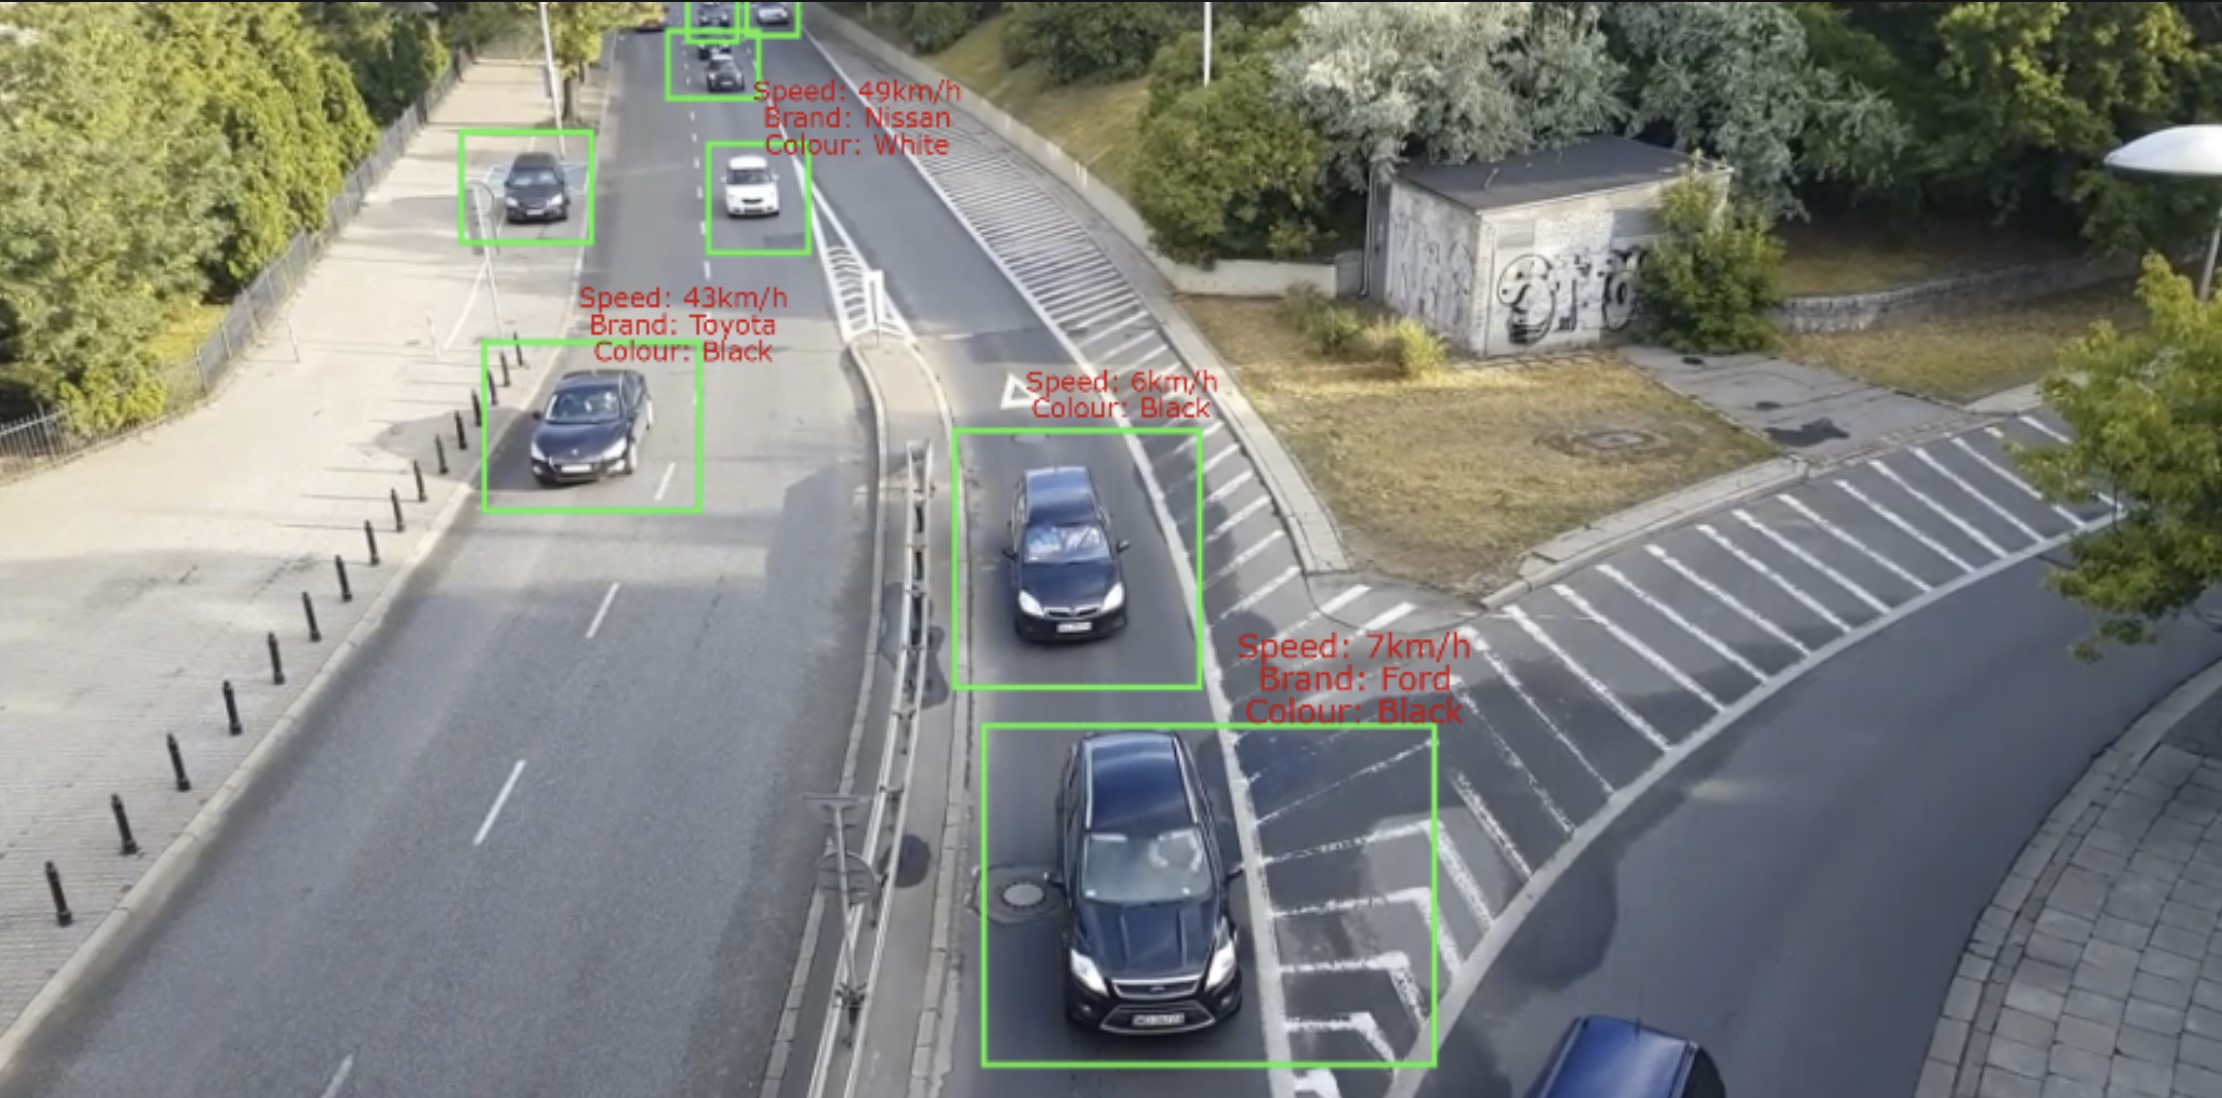 Speed: 49km/h
Brand: Nissan
Colour: White
Speed: 43km/h
Brand: Toyota
Colour: Black
Speed: 6km/h
Colour: Black
Speed: 7km/h
Brand: Ford
Colour: Black